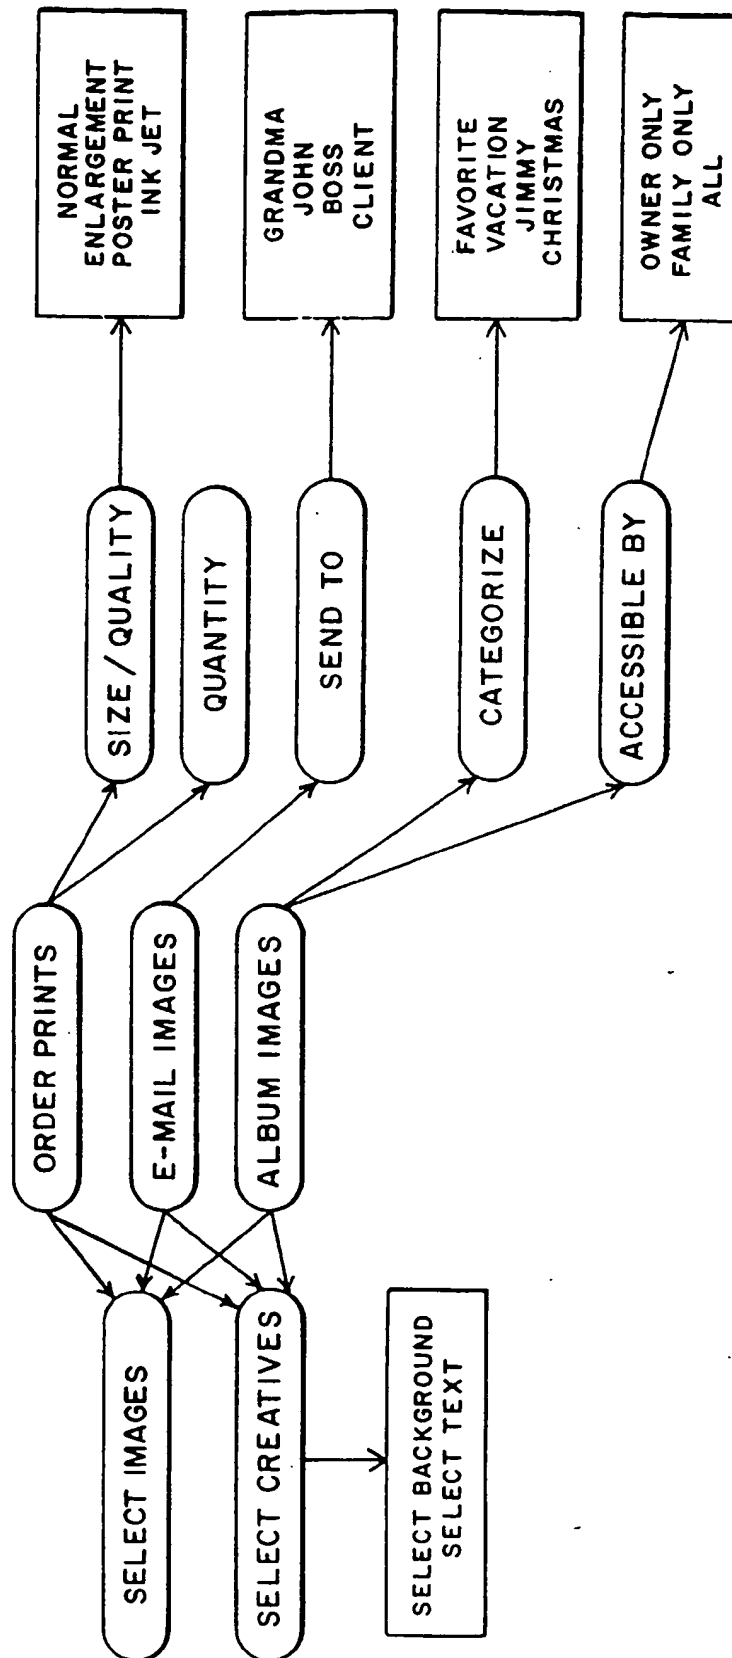 SELECT IMAGES
SELECT CREATIVES
SELECT BACKGROUND
SELECT TEXT
ORDER PRINTS
E-MAIL IMAGES
ALBUM IMAGES
SIZE / QUALITY
QUANTITY
SEND TO
CATEGORIZE
ACCESSIBLE BY
NORMAL
ENLARGEMENT
POSTER PRINT
INK JET
GRANDMA
JOHN
BOSS
CLIENT
FAVORITE
VACATION
JIMMY
CHRISTMAS
OWNER ONLY
FAMILY ONLY
ALL